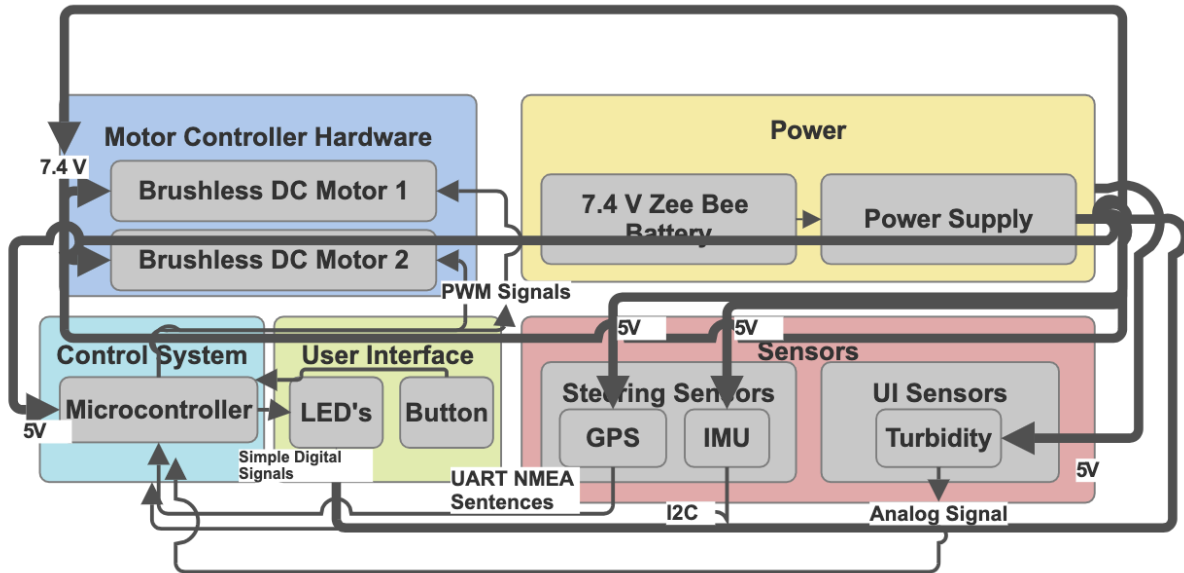 Motor Controller Hardware
7.4 V
Brushless DC Motor 1
Brushless DC Motor 2
Power
7.4 V Zee Bee
Battery
Power Supply
PWM Signals
Control System
Microcontroller
5V
User Interface
LED's
Button
Simple Digital
Signals
Sensors
5V
5V
Steering Sensors
GPS
IMU
UI Sensors
Turbidity
5V
UART NMEA
Sentences
I2C
Analog Signal